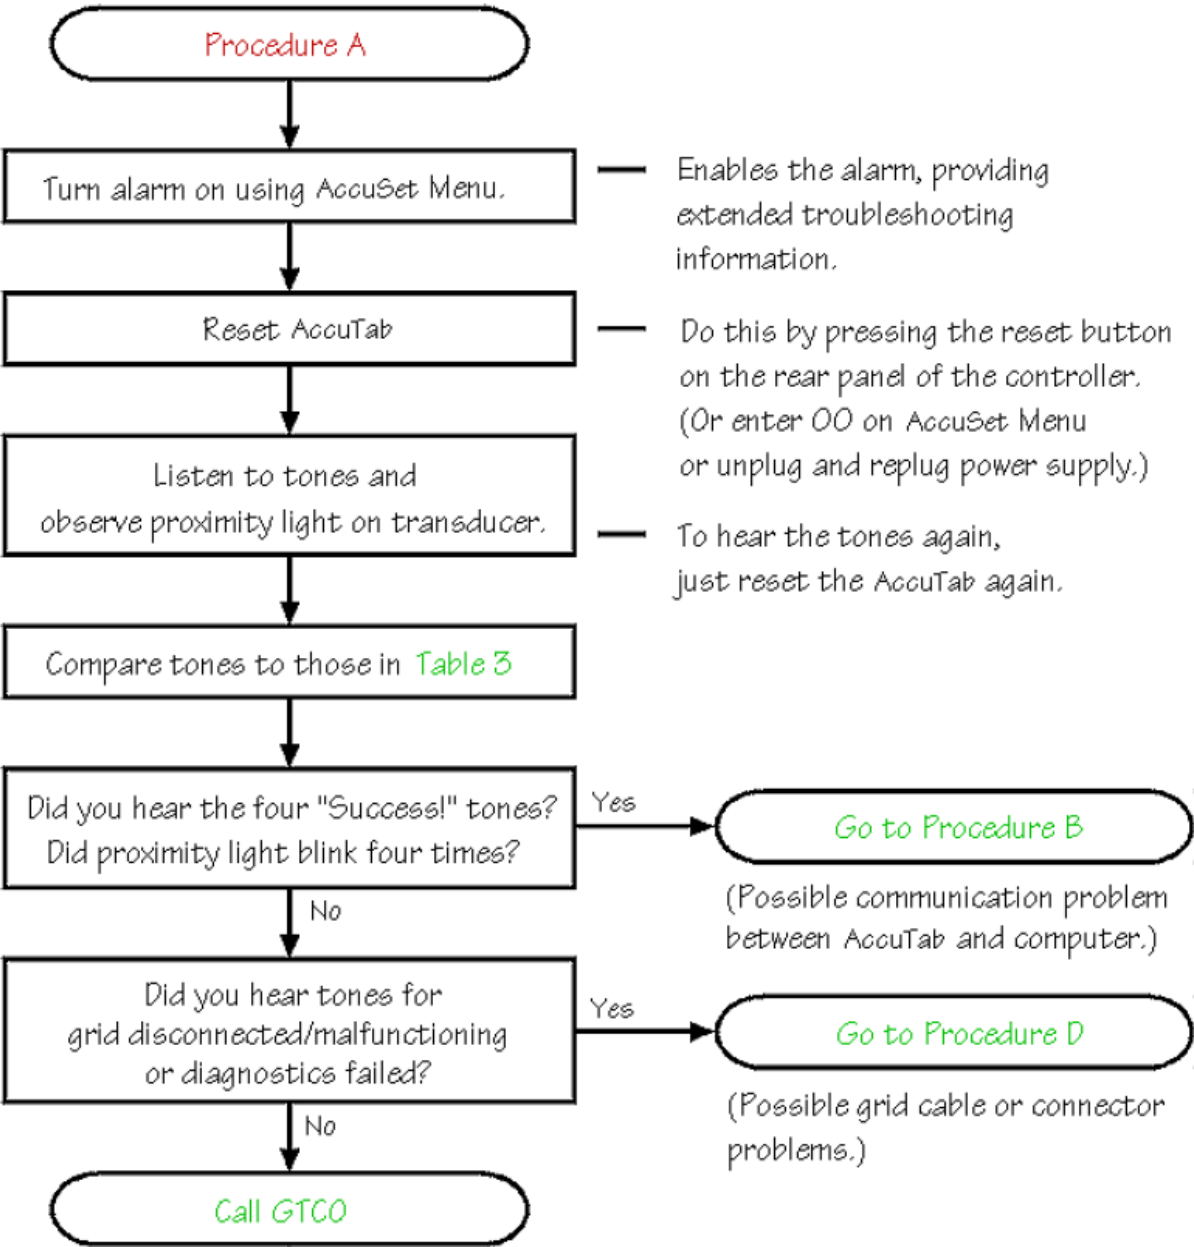 Procedure A
Turn alarm on using AccuSet Menu.
Enables the alarm, providing
extended troubleshooting
information.
Reset AccuTab
Do this by pressing the reset button
on the rear panel of the controller.
(Or enter 00 on AccuSet Menu
or unplug and replug power supply.)
Listen to tones and
observe proximity light on transducer.
To hear the tones again,
just reset the AccuTab again.
Compare tones to those in Table 3
Did you hear the four "Success!" tones?
Did proximity light blink four times?
Yes
Go to Procedure B
(Possible communication problem
between AccuTab and computer.)
No
Did you hear tones for
grid disconnected/malfunctioning
or diagnostics failed?
Yes
Go to Procedure D
(Possible grid cable or connector
problems.)
No
Call GTCO